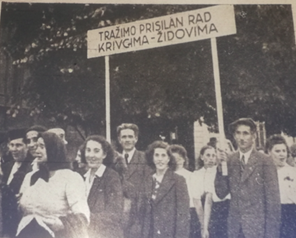 TRAŽIMO PRISILAN RAD
KRIVCIMA - ŽIDOVIMA